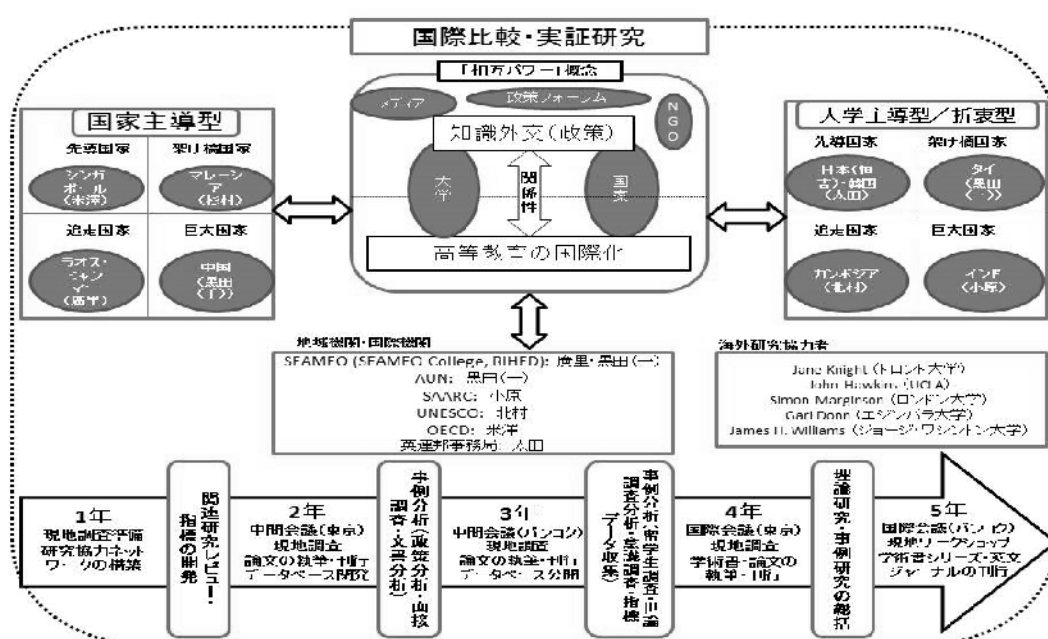 国際比較・実証研究
「相互パワー」概念
メディア
政策フォーラム
NGO
知識外交(政策)
大学
関係性
国家
高等教育の国際化
国家主導型
先導国家
架け橋国家
シンガ
ポール
(米澤)
マレーシ
ア
(杉村)
追走国家
巨大国家
ラオス・
ミャン
マー
(廣里)
中国
(黒田
(千))
大学主導型/折衷型
先導国家
架け橋国家
日本(
・韓国
(太田)
タイ
(黒田
(一))
追走国家
巨大国家
カンボジア
(北村)
インド
(小原)
地域機関・国際機関
SEAMEO (SEAMEO College, RIHED): 廣里・黒田(一)
AUN: 黒田(一)
SAARC: 小原
UNESCO: 北村
OECD: 米澤
英連邦事務局: 太田
海外研究協力者
Jane Knight (トロント大学)
John Hawkins (UCLA)
Simon Marginson (ロンドン大学)
Gari Donn (エジンバラ大学)
James H. Williams (ジョージ・ワシントン大学)
1年
現地調査準備
研究協力ネット
ワークの構築
関連研究レビュー・
指標の開発
2年
中間会議(東京)
現地調査
論文の執筆・刊行
データベース開発
事例分析(政策分析・面接
調査・文書分析)
3年
中間会議(バンコク)
現地調査
論文の執筆・刊行
データベース公開
事例分析(留学生調査・世論
調査分析・意識調査・指標
データ収集)
4年
国際会議(東京)
現地調査
学術書・論文の
執筆・刊行
理論研究・事例研究の総括
5年
国際会議(バンコク)
現地ワークショップ
学術書シリーズ・英文
ジャーナルの刊行